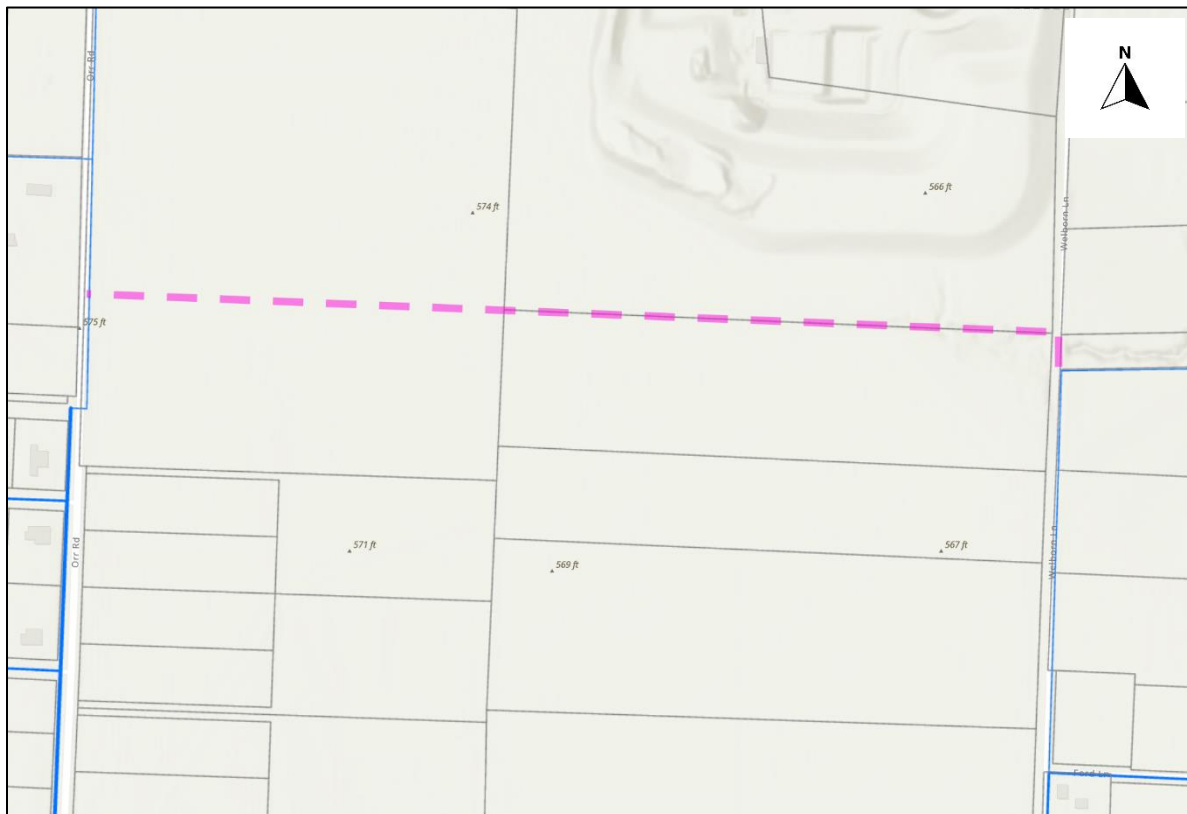 Orr Rd
N
566 ft
574 ft
Welborn Ln
575 ft
Orr Rd
571 ft
569 ft
567 ft
Welborn Ln
Ford Ln